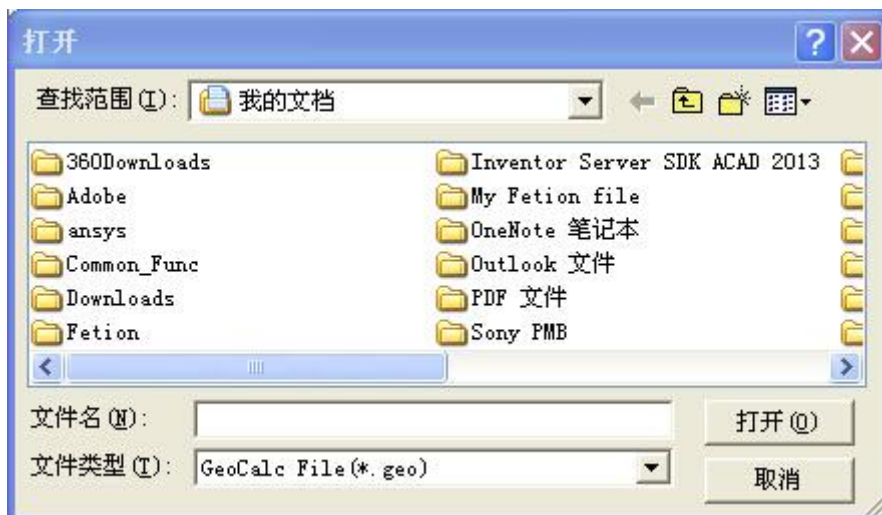 打开
查找范围(I): 我的文档
360Downloads
Adobe
ansys
Common_Func
Downloads
Fetion
Inventor Server SDK ACAD 2013
My Fetion file
OneNote 笔记本
Outlook 文件
PDF 文件
Sony PMB
文件名(N):
打开(O)
文件类型(T): GeoCalc File(*.geo)
取消